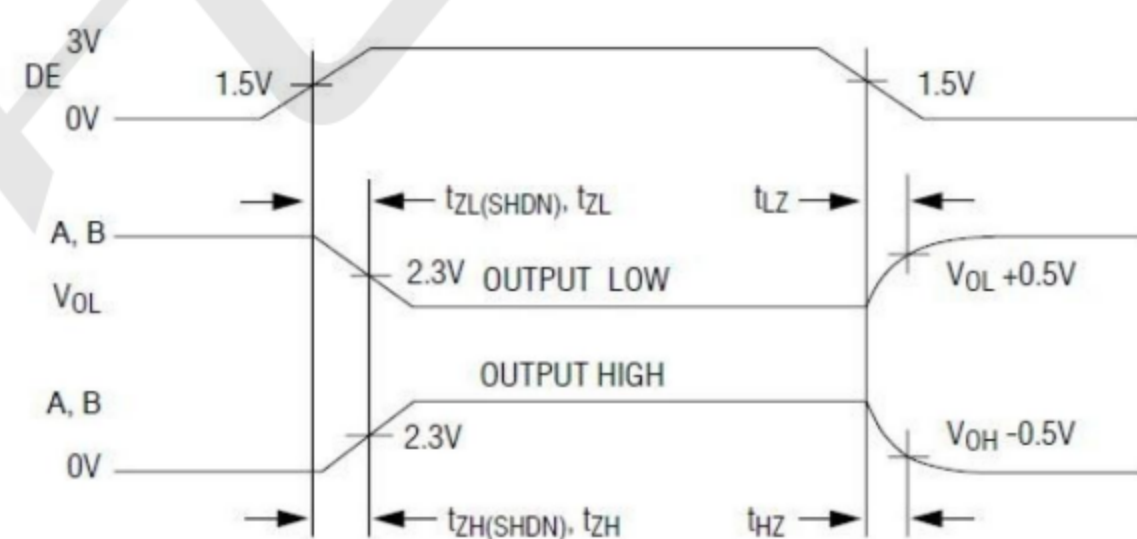 3V
DE
1.5V
1.5V
0V
tZL(SHDN), tZL
tLZ
A, B
2.3V OUTPUT LOW
VOL +0.5V
VOL
OUTPUT HIGH
A, B
2.3V
VOH -0.5V
0V
tZH(SHDN), tZH
tHZ